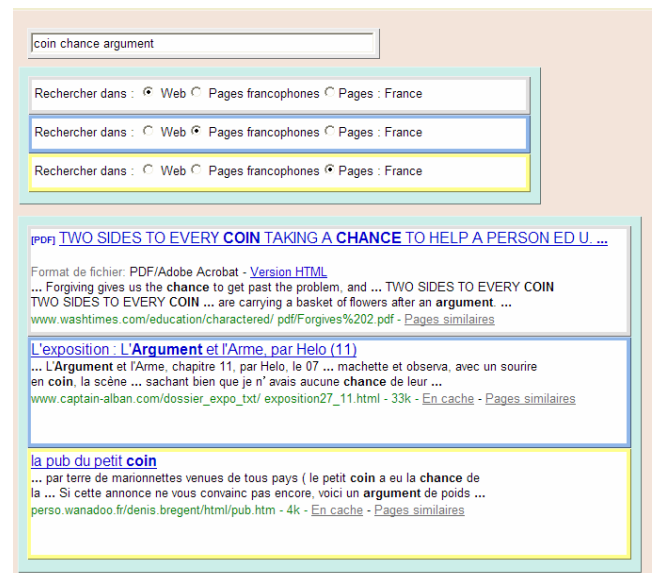 coin chance argument
Rechercher dans : Web Pages francophones Pages : France
Rechercher dans : Web Pages francophones Pages : France
Rechercher dans : Web Pages francophones Pages : France
[PDF] TWO SIDES TO EVERY COIN TAKING A CHANCE TO HELP A PERSON ED U. ...
Format de fichier: PDF/Adobe Acrobat - Version HTML
... Forgiving gives us the chance to get past the problem, and ... TWO SIDES TO EVERY COIN
TWO SIDES TO EVERY COIN ... are carrying a basket of flowers after an argument. ...
www.washtimes.com/education/charactered/ pdf/Forgives%202.pdf - Pages similaires
L'exposition : L'Argument et l'Arme, par Helo (11)
... L'Argument et l'Arme, chapitre 11, par Helo, le 07 ... machette et observa, avec un sourire
en coin, la scène ... sachant bien que je n' avais aucune chance de leur ...
www.captain-alban.com/dossier_expo_txt/ exposition27_11.html - 33k - En cache - Pages similaires
la pub du petit coin
... par terre de marionnettes venues de tous pays ( le petit coin a eu la chance de
la ... Si cette annonce ne vous convainc pas encore, voici un argument de poids ...
perso.wanadoo.fr/denis.bregent/html/pub.htm - 4k - En cache - Pages similaires